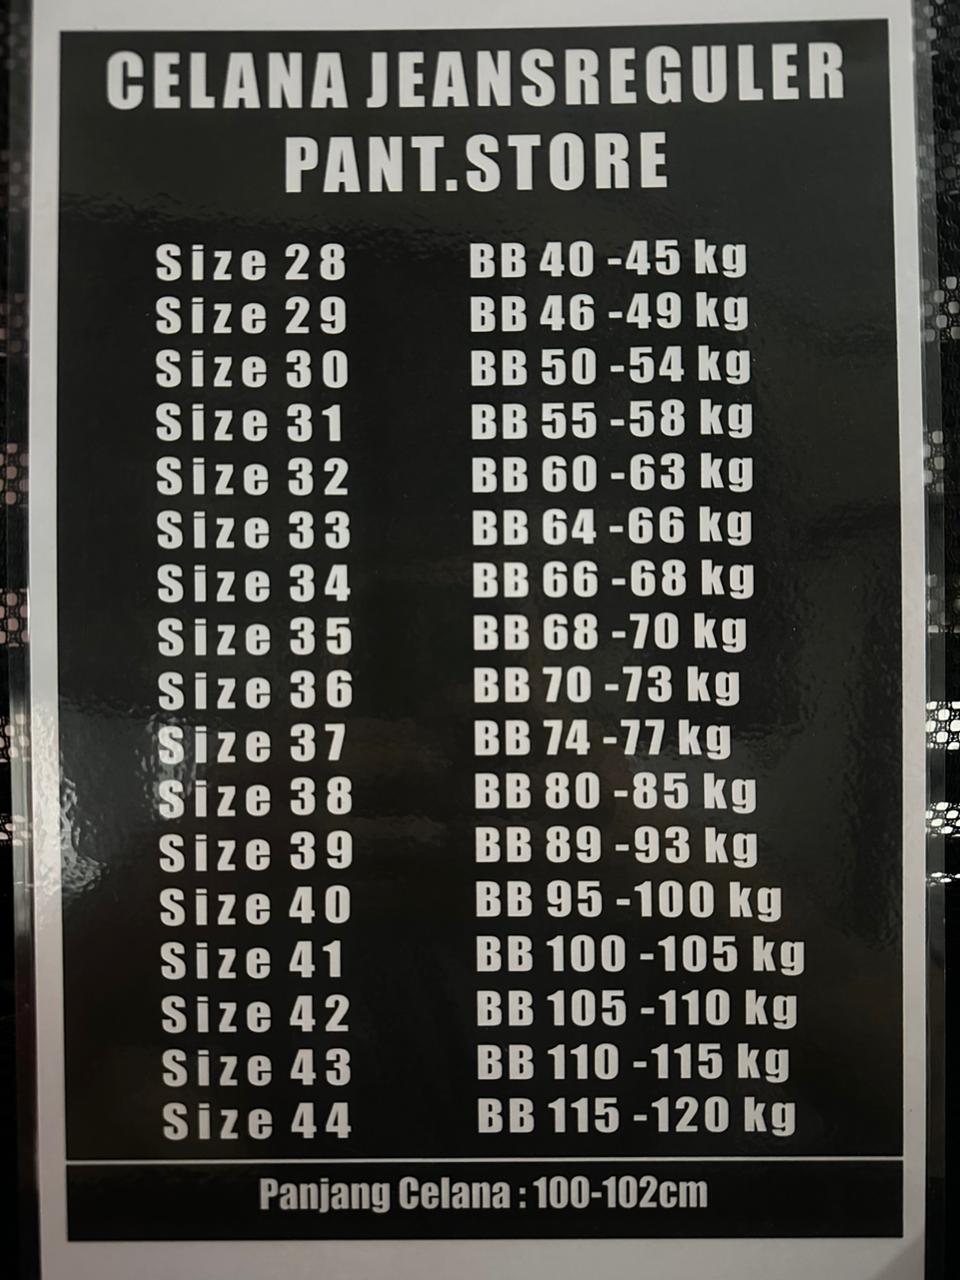 CELANA JEANSREGULER
PANT.STORE
Size 28 BB 40 -45 kg
Size 29 BB 46 -49 kg
Size 30 BB 50 -54 kg
Size 31 BB 55 -58 kg
Size 32 BB 60 -63 kg
Size 33 BB 64 -66 kg
Size 34 BB 66 -68 kg
Size 35 BB 68 -70 kg
Size 36 BB 70 -73 kg
Size 37 BB 74 -77 kg
Size 38 BB 80 -85 kg
Size 39 BB 89 -93 kg
Size 40 BB 95 -100 kg
Size 41 BB 100 -105 kg
Size 42 BB 105 -110 kg
Size 43 BB 110 -115 kg
Size 44 BB 115 -120 kg
Panjang Celana : 100-102cm